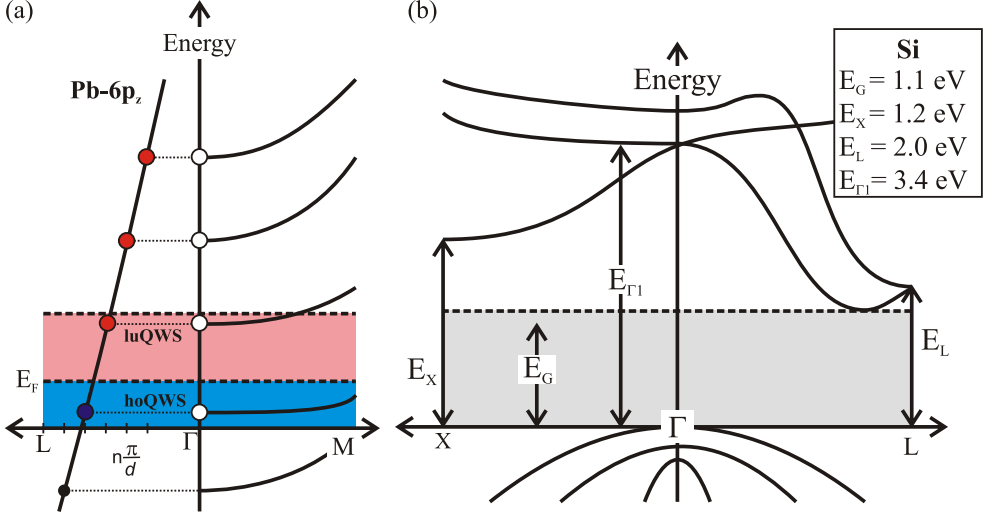 (a)
Energy
Pb-6p_z
luQWS
E_F
hoQWS
L
n π/d
Γ
M
(b)
Energy
Si
E_G = 1.1 eV
E_X = 1.2 eV
E_L = 2.0 eV
E_Γ1 = 3.4 eV
E_Γ1
E_X
E_G
E_L
X
Γ
L